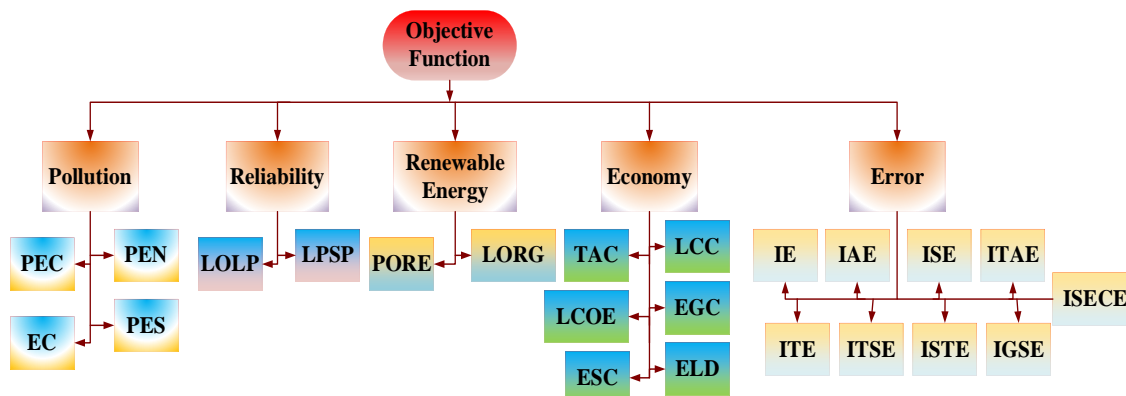 Objective
Function
Pollution
Reliability
Renewable
Energy
Economy
Error
PEC
PEN
EC
PES
LOLP
LPSP
PORE
LORG
TAC
LCC
LCOE
EGC
ESC
ELD
IE
IAE
ISE
ITAE
ISECE
ITE
ITSE
ISTE
IGSE